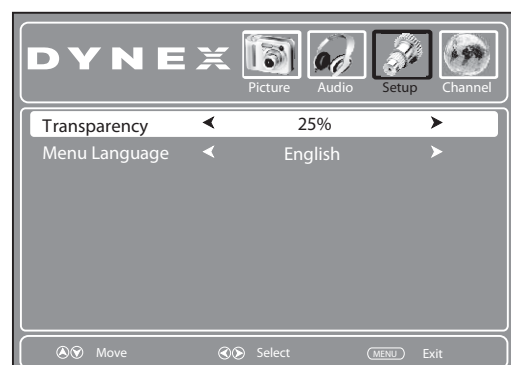 DYNEX
Picture Audio Setup Channel
Transparency 25%
Menu Language English
Move Select MENU Exit